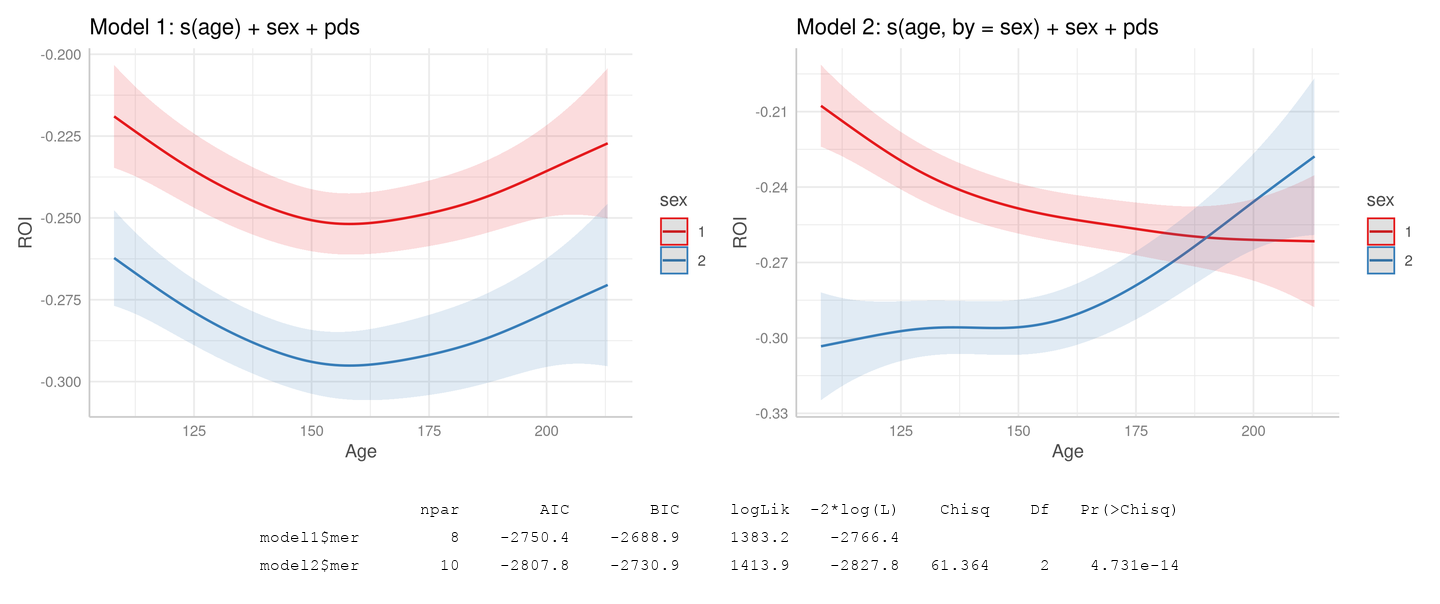 Model 1: s(age) + sex + pds
-0.200
-0.225
-0.250
-0.275
-0.300
ROI
125 150 175 200
Age
sex
1
2
Model 2: s(age, by = sex) + sex + pds
-0.21
-0.24
-0.27
-0.30
-0.33
ROI
125 150 175 200
Age
sex
1
2
npar AIC BIC logLik -2*log(L) Chisq Df Pr(>Chisq)
model1$mer 8 -2750.4 -2688.9 1383.2 -2766.4
model2$mer 10 -2807.8 -2730.9 1413.9 -2827.8 61.364 2 4.731e-14